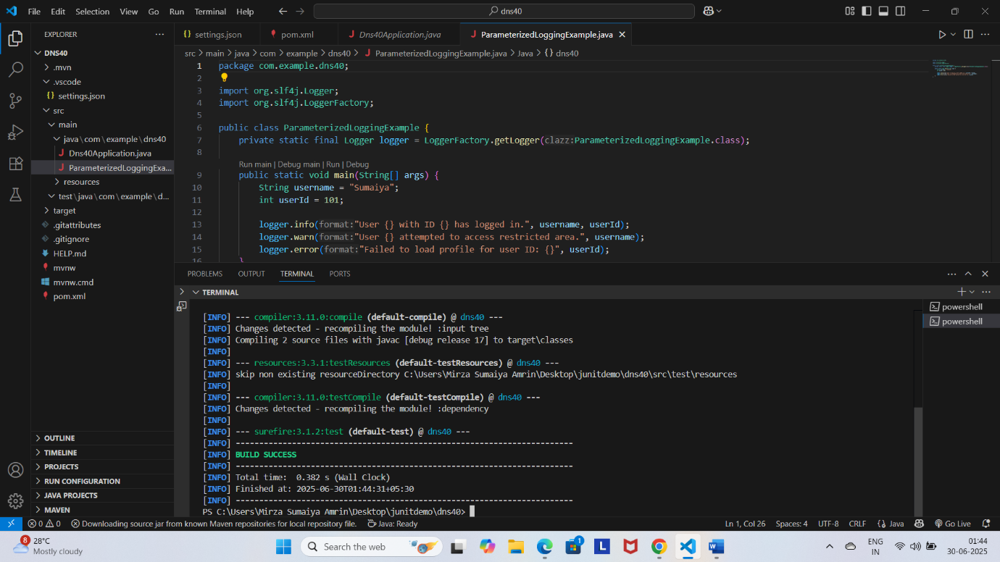 File Edit Selection View Go Run Terminal Help
dns40
EXPLORER
DNS40
.mvn
.vscode
settings.json
src
main
java\com\example\dns40
Dns40Application.java
ParameterizedLoggingExa...
resources
test\java\com\example\d...
target
.gitattributes
.gitignore
HELP.md
mvnw
mvnw.cmd
pom.xml
OUTLINE
TIMELINE
PROJECTS
RUN CONFIGURATION
JAVA PROJECTS
MAVEN
settings.json pom.xml Dns40Application.java ParameterizedLoggingExample.java
src > main > java > com > example > dns40 > ParameterizedLoggingExample.java > Java > {} dns40
1 package com.example.dns40;
2
3 import org.slf4j.Logger;
4 import org.slf4j.LoggerFactory;
5
6 public class ParameterizedLoggingExample {
7 private static final Logger logger = LoggerFactory.getLogger(clazz:ParameterizedLoggingExample.class);
8
Run main | Debug main | Run | Debug
9 public static void main(String[] args) {
10 String username = "Sumaiya";
11 int userId = 101;
12
13 logger.info(format:"User {} with ID {} has logged in.", username, userId);
14 logger.warn(format:"User {} attempted to access restricted area.", username);
15 logger.error(format:"Failed to load profile for user ID: {}", userId);
16 }
PROBLEMS OUTPUT TERMINAL PORTS
TERMINAL
powershell
powershell
[INFO] --- compiler:3.11.0:compile (default-compile) @ dns40 ---
[INFO] Changes detected - recompiling the module! :input tree
[INFO] Compiling 2 source files with javac [debug release 17] to target\classes
[INFO]
[INFO] --- resources:3.3.1:testResources (default-testResources) @ dns40 ---
[INFO] skip non existing resourceDirectory C:\Users\Mirza Sumaiya Amrin\Desktop\junitdemo\dns40\src\test\resources
[INFO]
[INFO] --- compiler:3.11.0:testCompile (default-testCompile) @ dns40 ---
[INFO] Changes detected - recompiling the module! :dependency
[INFO]
[INFO] --- surefire:3.1.2:test (default-test) @ dns40 ---
[INFO] ------------------------------------------------------------------------
[INFO] BUILD SUCCESS
[INFO] ------------------------------------------------------------------------
[INFO] Total time:  0.382 s (Wall Clock)
[INFO] Finished at: 2025-06-30T01:44:31+05:30
[INFO] ------------------------------------------------------------------------
PS C:\Users\Mirza Sumaiya Amrin\Desktop\junitdemo\dns40>
0 0 Downloading source jar from known Maven repositories for local repository file. Java: Ready Ln 1, Col 26 Spaces: 4 UTF-8 CRLF {} Java Go Live
8 28°C
Mostly cloudy
Search the web
1
L
W
ENG
IN
01:44
30-06-2025